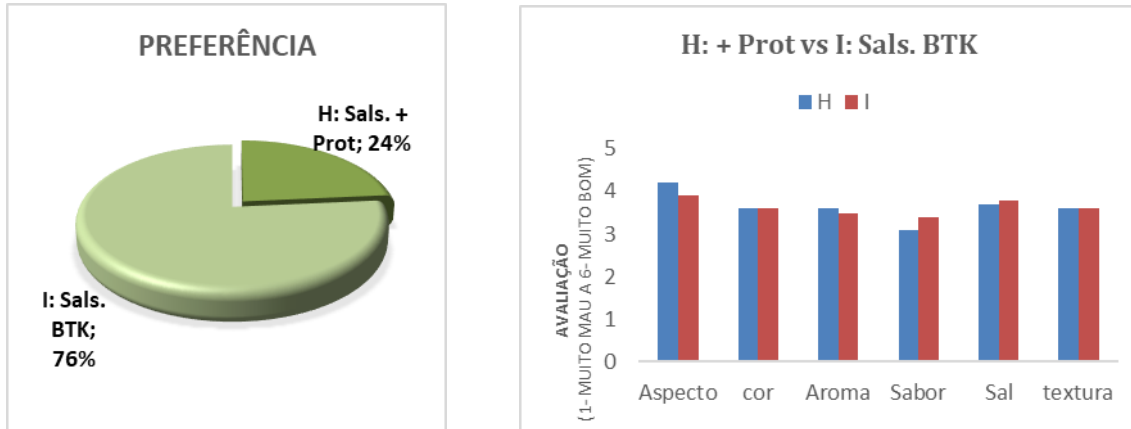 PREFERÊNCIA
H: Sals. +
Prot; 24%
I: Sals.
BTK;
76%
H: + Prot vs I: Sals. BTK
H I
AVALIAÇÃO
(1- MUITO MAU A 6- MUITO BOM)
5
4
3
2
1
0
Aspecto cor Aroma Sabor Sal textura